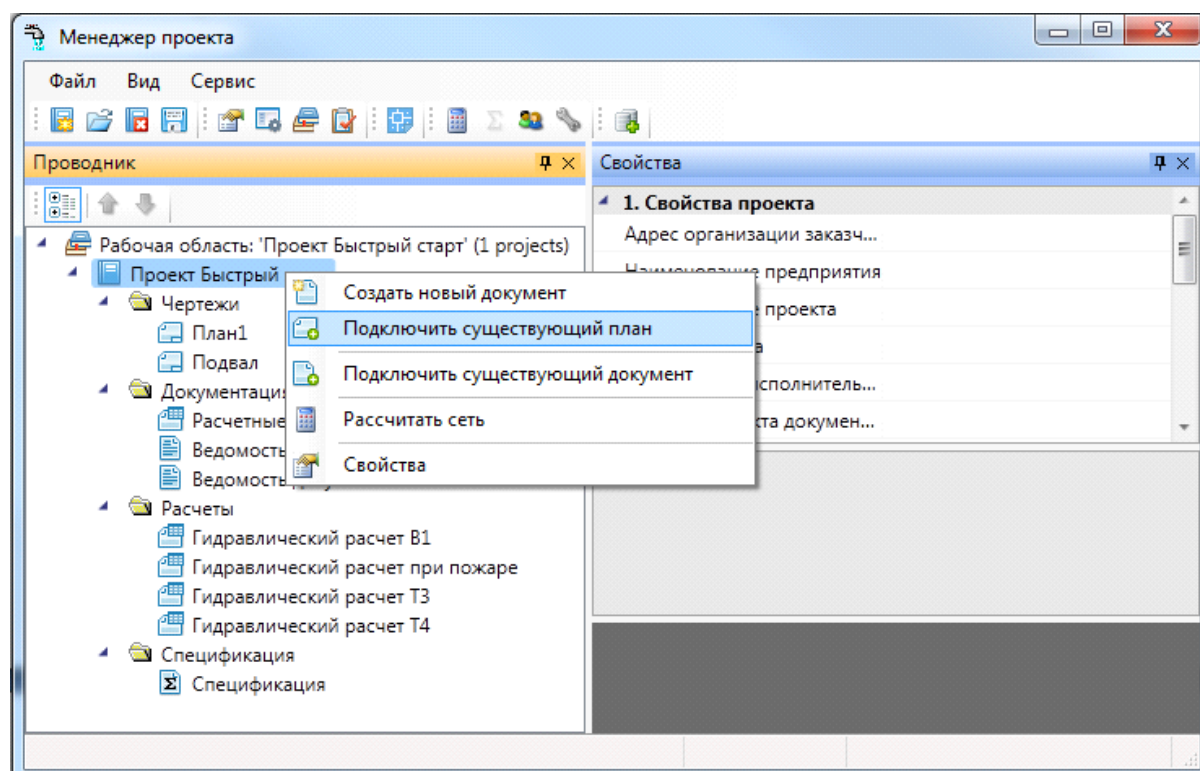 Менеджер проекта
Файл Вид Сервис
Проводник
Свойства
1. Свойства проекта
Адрес организации заказч...
Наименование предприятия
проекта
исполнитель...
докумен...
Рабочая область: 'Проект Быстрый старт' (1 projects)
Проект Быстрый
Чертежи
План1
Подвал
Документация
Расчетные
Ведомость
Ведомость
Расчеты
Гидравлический расчет В1
Гидравлический расчет при пожаре
Гидравлический расчет Т3
Гидравлический расчет Т4
Спецификация
Спецификация
Создать новый документ
Подключить существующий план
Подключить существующий документ
Рассчитать сеть
Свойства